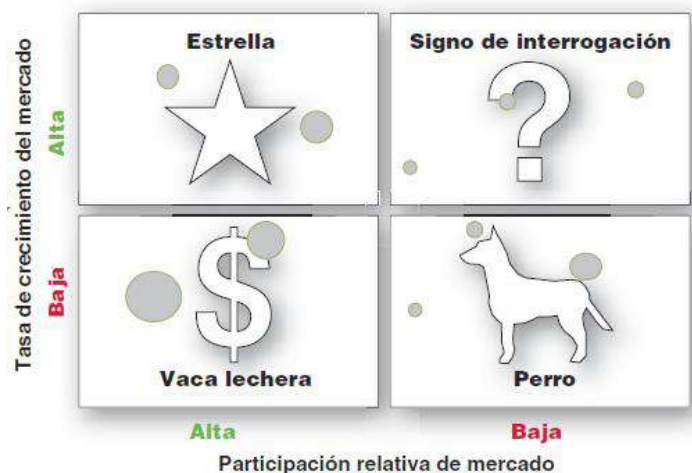 Tasa de crecimiento del mercado
Alta
Baja
Estrella
Signo de interrogación
?
$
Vaca lechera
Perro
Alta
Baja
Participación relativa de mercado